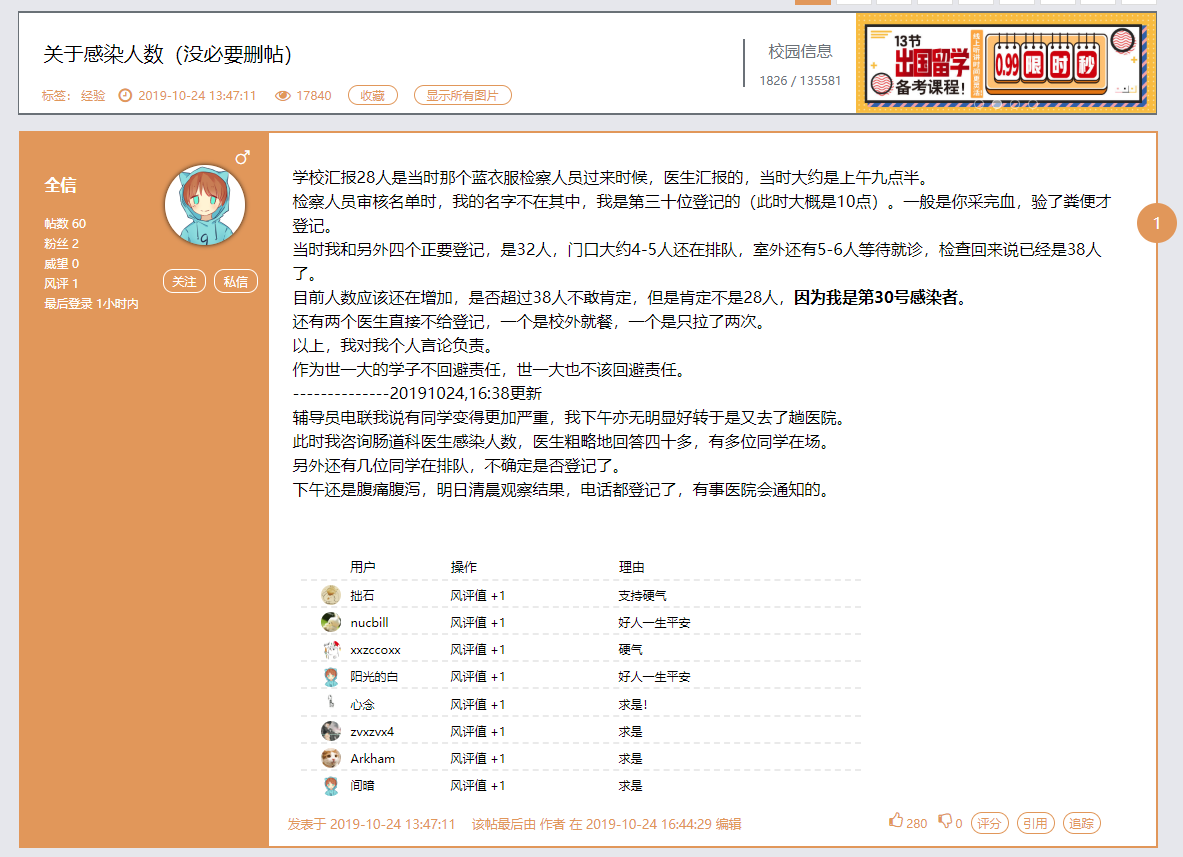 关于感染人数（没必要删帖）
标签： 经验 2019-10-24 13:47:11 17840 收藏 显示所有图片
校园信息
1826 / 135581
13节
出国留学
备考课程！
0.99 限 时 秒
全信
帖数 60
粉丝 2
威望 0
风评 1
最后登录 1小时内
关注 私信
1
学校汇报28人是当时那个蓝衣服检察人员过来时候，医生汇报的，当时大约是上午九点半。
检察人员审核名单时，我的名字不在其中，我是第三十位登记的（此时大概是10点）。一般是你采完血，验了粪便才
登记。
当时我和另外四个正要登记，是32人，门口大约4-5人还在排队，室外还有5-6人等待就诊，检查回来说已经是38人
了。
目前人数应该还在增加，是否超过38人不敢肯定，但是肯定不是28人，因为我是第30号感染者。
还有两个医生直接不给登记，一个是校外就餐，一个是只拉了两次。
以上，我对我个人言论负责。
作为世一大的学子不回避责任，世一大也不该回避责任。
--------------20191024,16:38更新
辅导员电联我说有同学变得更加严重，我下午亦无明显好转于是又去了趟医院。
此时我咨询肠道科医生感染人数，医生粗略地回答四十多，有多位同学在场。
另外还有几位同学在排队，不确定是否登记了。
下午还是腹痛腹泻，明日清晨观察结果，电话都登记了，有事医院会通知的。
用户 操作 理由
拙石 风评值 +1 支持硬气
nucbill 风评值 +1 好人一生平安
xxzccoxx 风评值 +1 硬气
阳光的白 风评值 +1 好人一生平安
心念 风评值 +1 求是！
zvxzvx4 风评值 +1 求是
Arkham 风评值 +1 求是
间暗 风评值 +1 求是
发表于 2019-10-24 13:47:11 该帖最后由 作者 在 2019-10-24 16:44:29 编辑
280 0 评分 引用 追踪